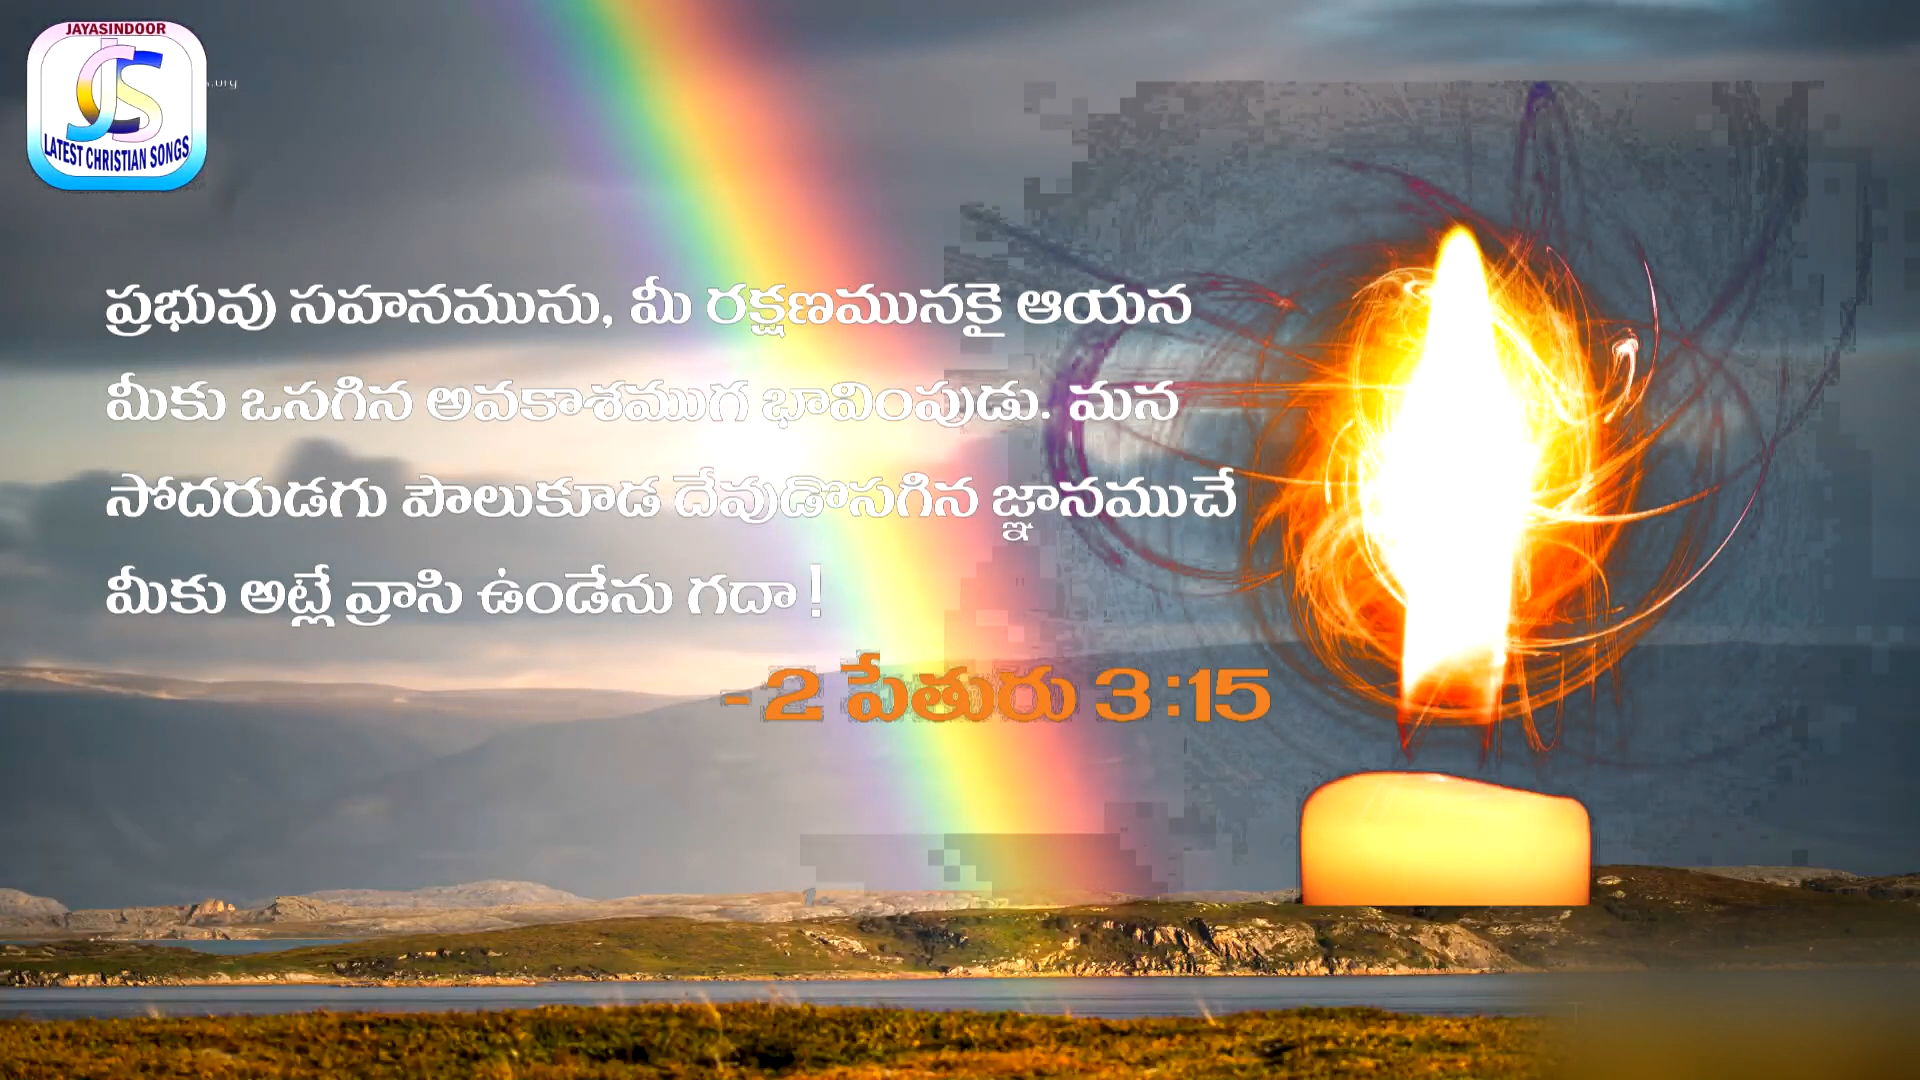 JAYASINDOOR
JCS
LATEST CHRISTIAN SONGS
ప్రభువు సహనమును, మీ రక్షణమునకై ఆయన
మీకు ఒసగిన అవకాశముగ భావింపుడు. మన
సోదరుడగు పౌలుకూడ దేవుడొసగిన జ్ఞానముచే
మీకు అట్లే వ్రాసి ఉండేను గదా!
- 2 పేతురు 3:15